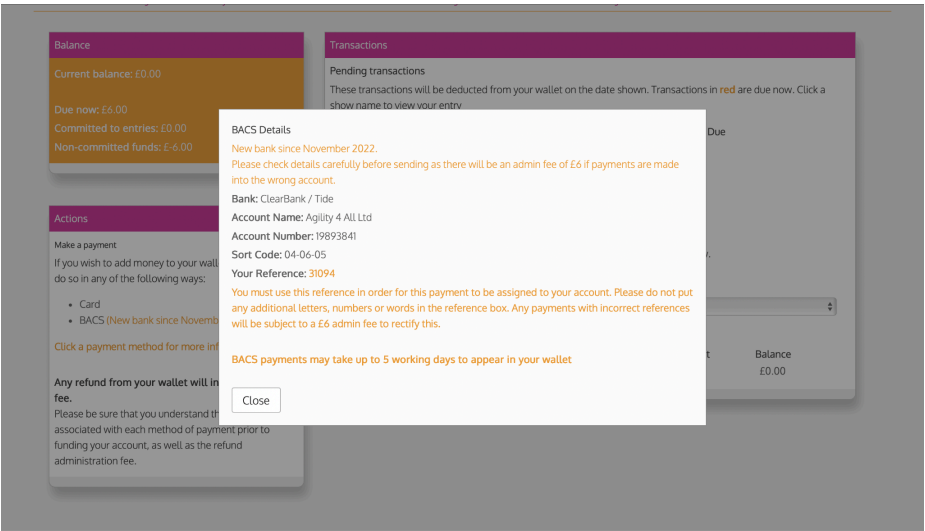 Balance
Current balance: £0.00
Due now: £6.00
Committed to entries: £0.00
Non-committed funds: £-6.00
Transactions
Pending transactions
These transactions will be deducted from your wallet on the date shown. Transactions in red are due now. Click a
show name to view your entry
Due
BACS Details
New bank since November 2022.
Please check details carefully before sending as there will be an admin fee of £6 if payments are made
into the wrong account.
Bank: ClearBank / Tide
Account Name: Agility 4 All Ltd
Account Number: 19893841
Sort Code: 04-06-05
Your Reference: 31094
You must use this reference in order for this payment to be assigned to your account. Please do not put
any additional letters, numbers or words in the reference box. Any payments with incorrect references
will be subject to a £6 admin fee to rectify this.
BACS payments may take up to 5 working days to appear in your wallet
Close
Actions
Make a payment
If you wish to add money to your wall
do so in any of the following ways:
• Card
• BACS (New bank since Novemb
Click a payment method for more inf
Any refund from your wallet will in
fee.
Please be sure that you understand th
associated with each method of payment prior to
funding your account, as well as the refund
administration fee.
Balance
£0.00